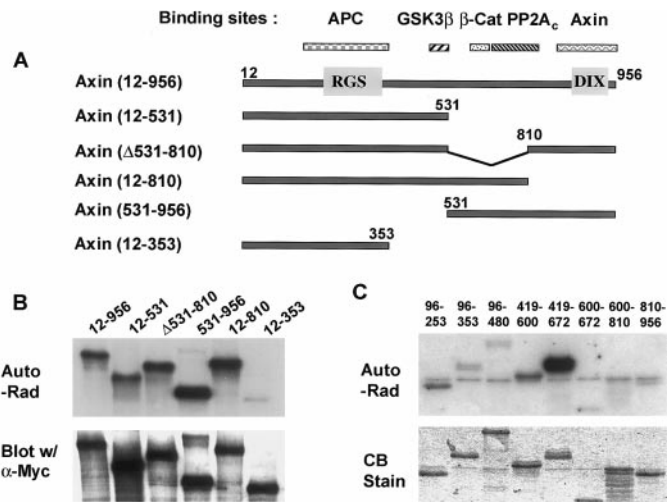 Binding sites : APC GSK3β β-Cat PP2Ac Axin
A
Axin (12-956) 12 RGS DIX 956
Axin (12-531) 531
Axin (Δ531-810) 810
Axin (12-810)
Axin (531-956) 531
Axin (12-353) 353
B
12-956 12-531 Δ531-810 531-956 12-810 12-353
Auto
-Rad
Blot w/
α-Myc
C
96- 96- 96- 419- 419- 600- 600- 810-
253 353 480 600 672 672 810 956
Auto
-Rad
CB
Stain